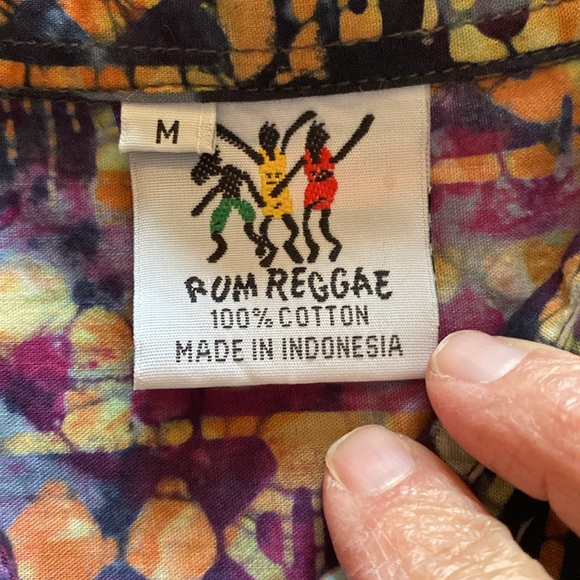 M
RUM REGGAE
100% COTTON
MADE IN INDONESIA